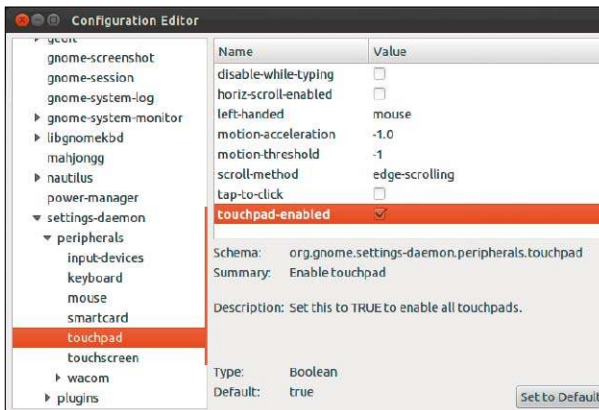 Configuration Editor
gedit
gnome-screenshot
gnome-session
gnome-system-log
gnome-system-monitor
libgnomekbd
mahjongg
nautilus
power-manager
settings-daemon
peripherals
input-devices
keyboard
mouse
smartcard
touchpad
touchscreen
wacom
plugins
Name Value
disable-while-typing
horiz-scroll-enabled
left-handed mouse
motion-acceleration -1.0
motion-threshold -1
scroll-method edge-scrolling
tap-to-click
touchpad-enabled
Schema: org.gnome.settings-daemon.peripherals.touchpad
Summary: Enable touchpad
Description: Set this to TRUE to enable all touchpads.
Type: Boolean
Default: true
Set to Default